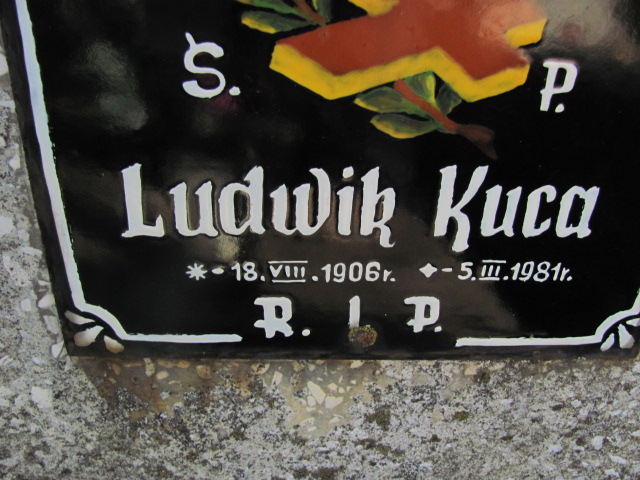 Ś. P.
Ludwik Kuca
* - 18.VIII.1906r. ✦ - 5.III.1981r.
R. I P.